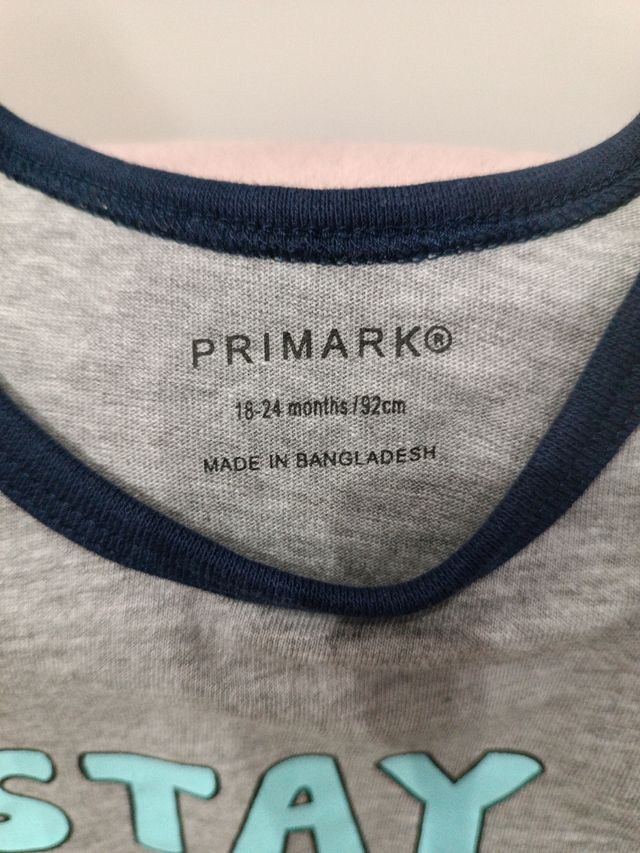 PRIMARK®
18-24 months/92cm
MADE IN BANGLADESH
STAY